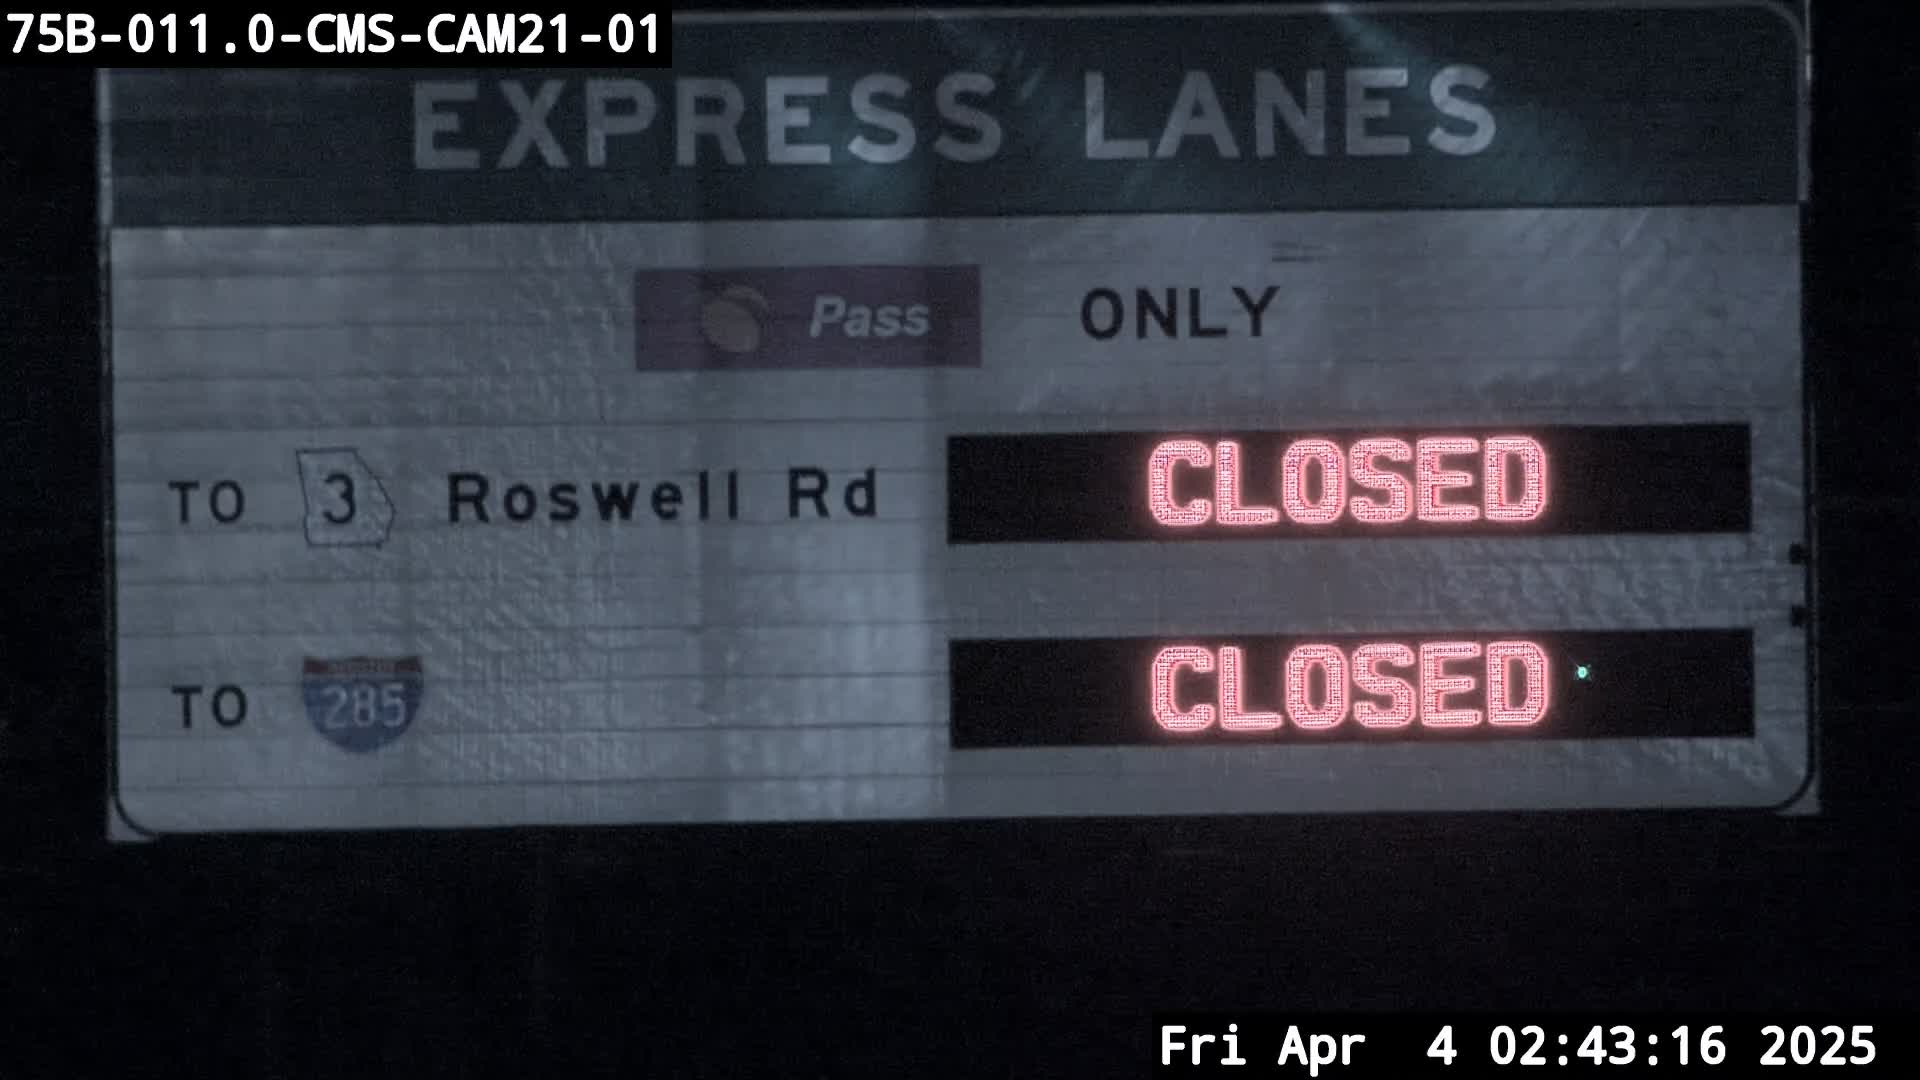 75B-011.0-CMS-CAM21-01
EXPRESS LANES
Pass ONLY
TO 3 Roswell Rd CLOSED
TO 285 CLOSED
Fri Apr 4 02:43:16 2025